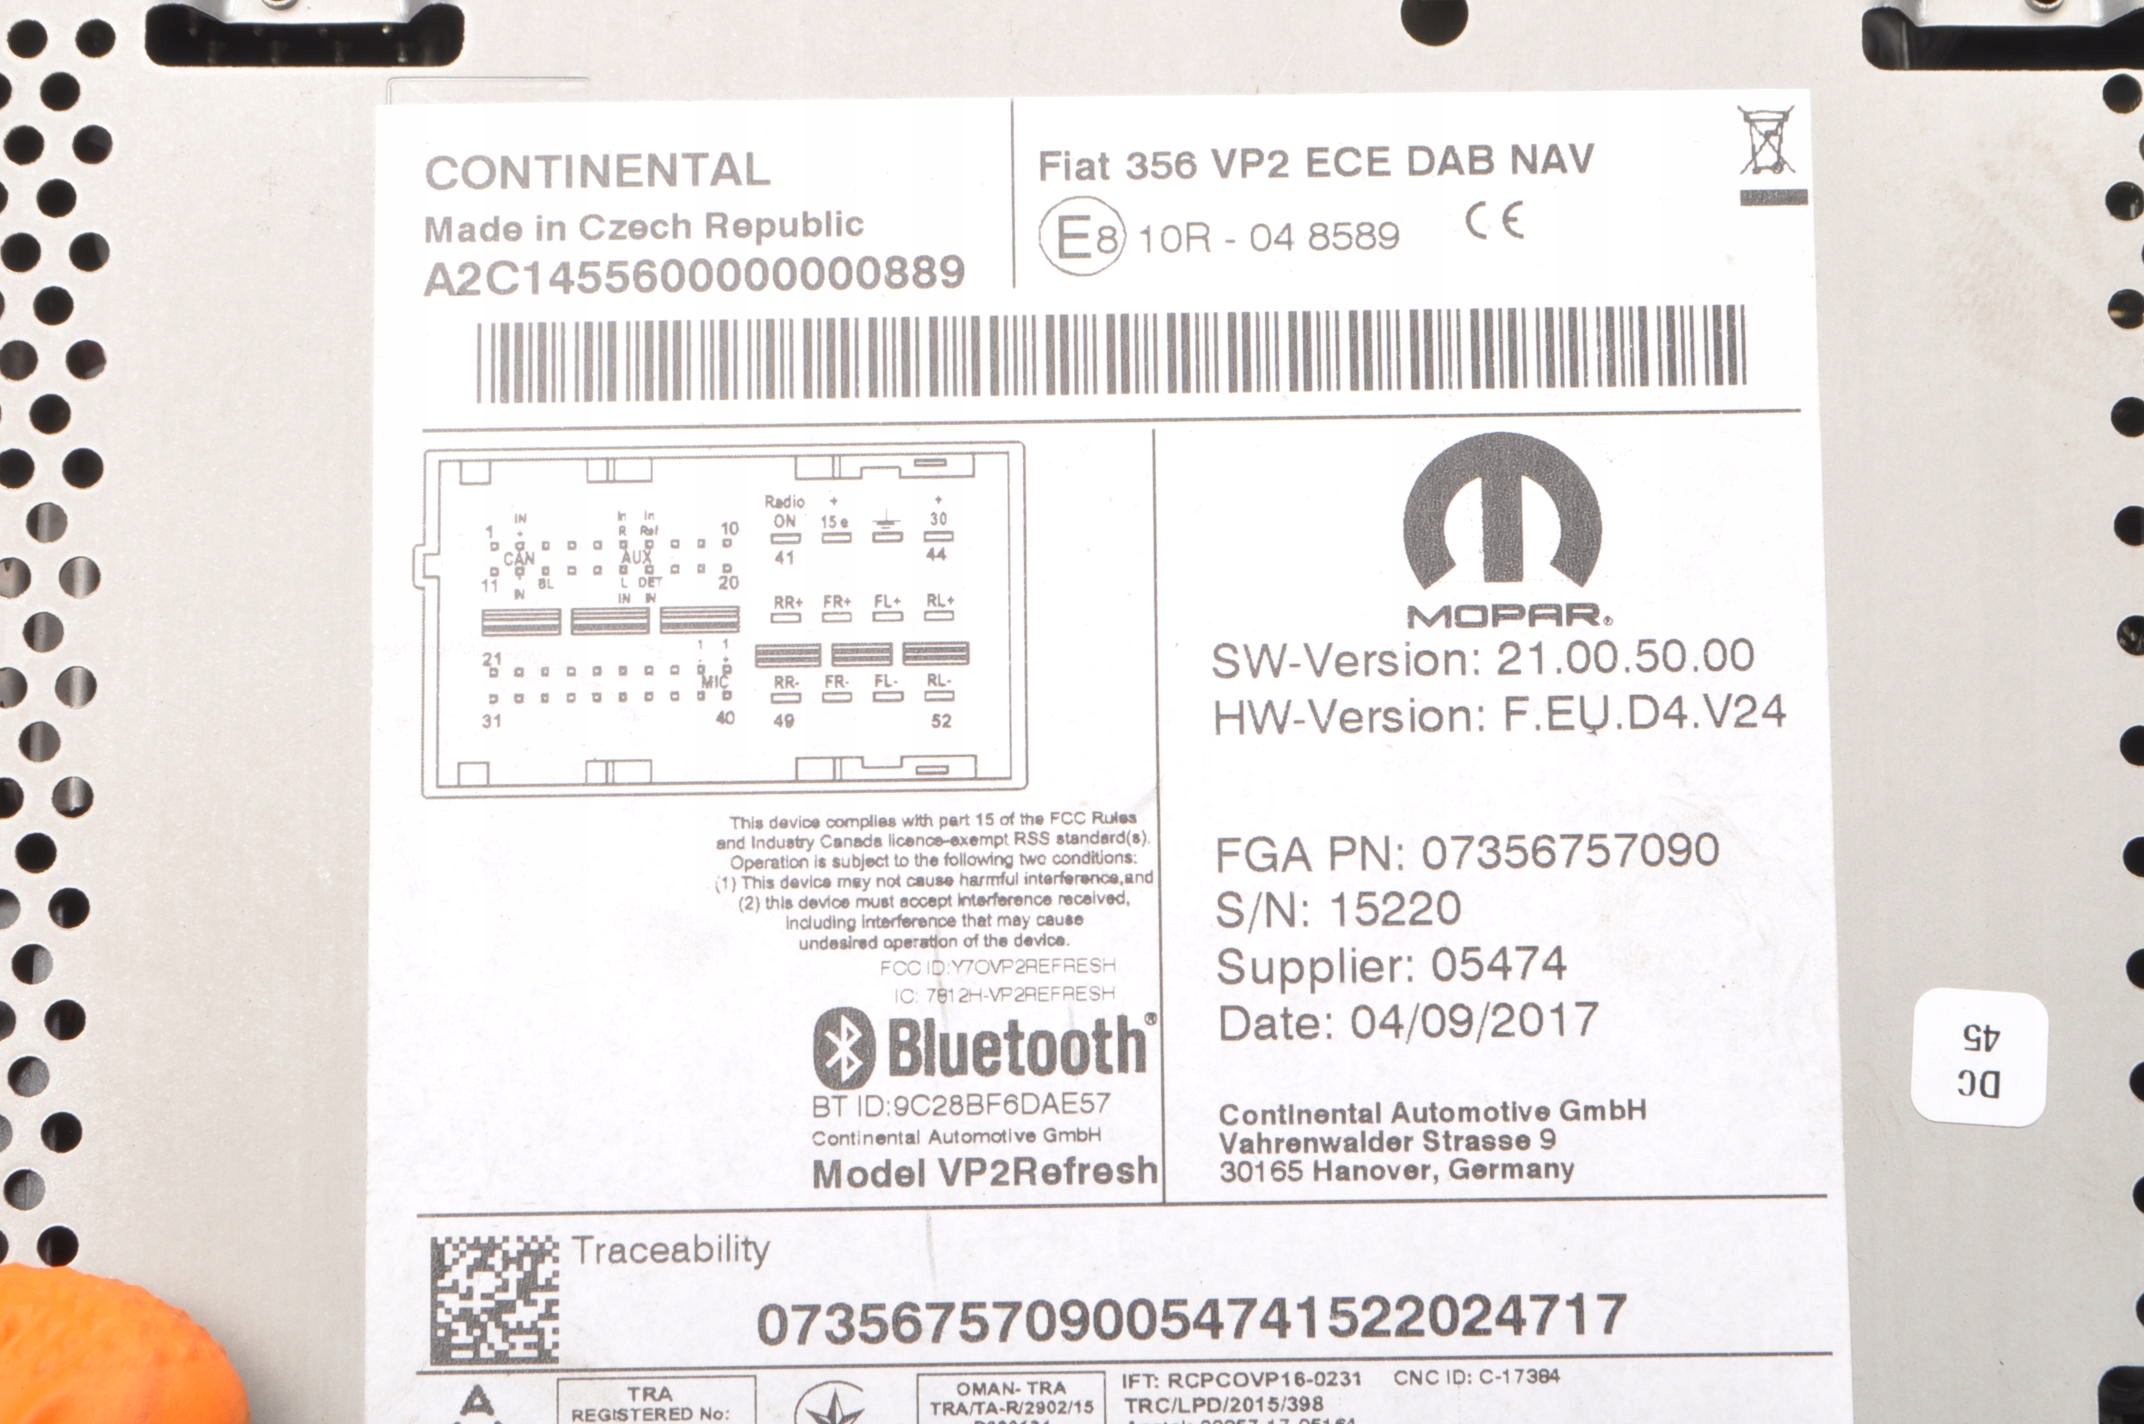 CONTINENTAL
Made in Czech Republic
A2C1455600000000889
Fiat 356 VP2 ECE DAB NAV
E8 10R - 04 8589 CE
IN
In In
R Ref
1 + 10
CAN AUX
11 BL L DET 20
IN IN IN
Radio + +
ON 15e 30
41 44
RR+ FR+ FL+ RL+
21
MIC
31 40
RR- FR- FL- RL-
49 52
MOPAR®
SW-Version: 21.00.50.00
HW-Version: F.EU.D4.V24
This device complies with part 15 of the FCC Rules
and Industry Canada licence-exempt RSS standard(s).
Operation is subject to the following two conditions:
(1) This device may not cause harmful interference,and
(2) this device must accept interference received,
including interference that may cause
undesired operation of the device.
FCC ID:Y7OVP2REFRESH
IC: 7812H-VP2REFRESH
Bluetooth®
BT ID:9C28BF6DAE57
Continental Automotive GmbH
Model VP2Refresh
FGA PN: 07356757090
S/N: 15220
Supplier: 05474
Date: 04/09/2017
Continental Automotive GmbH
Vahrenwalder Strasse 9
30165 Hanover, Germany
DC
45
Traceability
07356757090054741522024717
TRA
REGISTERED No:
OMAN- TRA
TRA/TA-R/2902/15
IFT: RCPCOVP16-0231 CNC ID: C-17384
TRC/LPD/2015/398